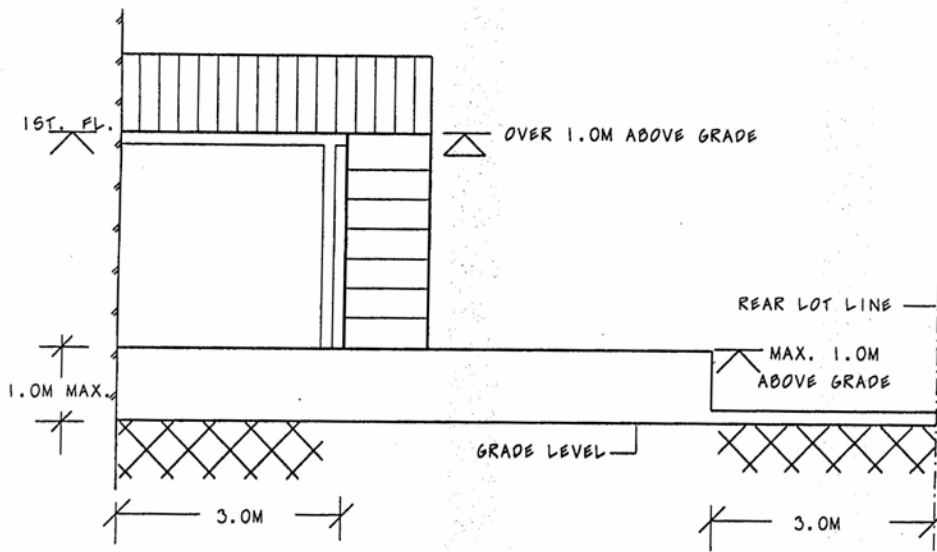 1ST. FL.
OVER 1.0M ABOVE GRADE
REAR LOT LINE
MAX. 1.0M
ABOVE GRADE
1.0M MAX.
GRADE LEVEL
3.0M
3.0M